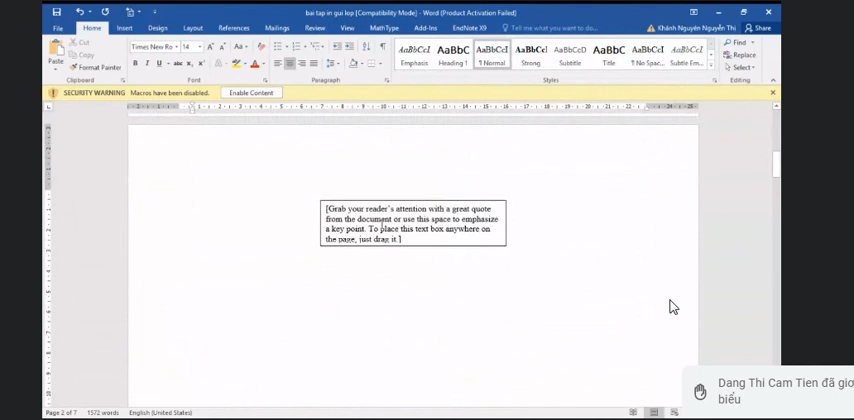 bai tap in gui lop [Compatibility Mode] - Word (Product Activation Failed)
File Home Insert Design Layout References Mailings Review View Help Add-Ins EndNote X9 Tell me what you want to do... Khánh Nguyên Nguyễn Thị Share
Cut
Copy
Paste
Format Painter
Clipboard
Times New Ro 14
Font
Paragraph
AaBbCcI AaBbC AaBbCcI AaBbCcI AaBbCcD AaBbC AaBbCcI AaBbCcI
Emphasis Heading 1 ¶ Normal Strong Subtitle Title ¶ No Spac... Subtle Em...
Styles
Find
Replace
Select
Editing
SECURITY WARNING Macros have been disabled. Enable Content
[Grab your reader's attention with a great quote
from the document or use this space to emphasize
a key point. To place this text box anywhere on
the page, just drag it.]
Dang Thi Cam Tien đã giơ
biểu
Page 2 of 7 1572 words English (United States)